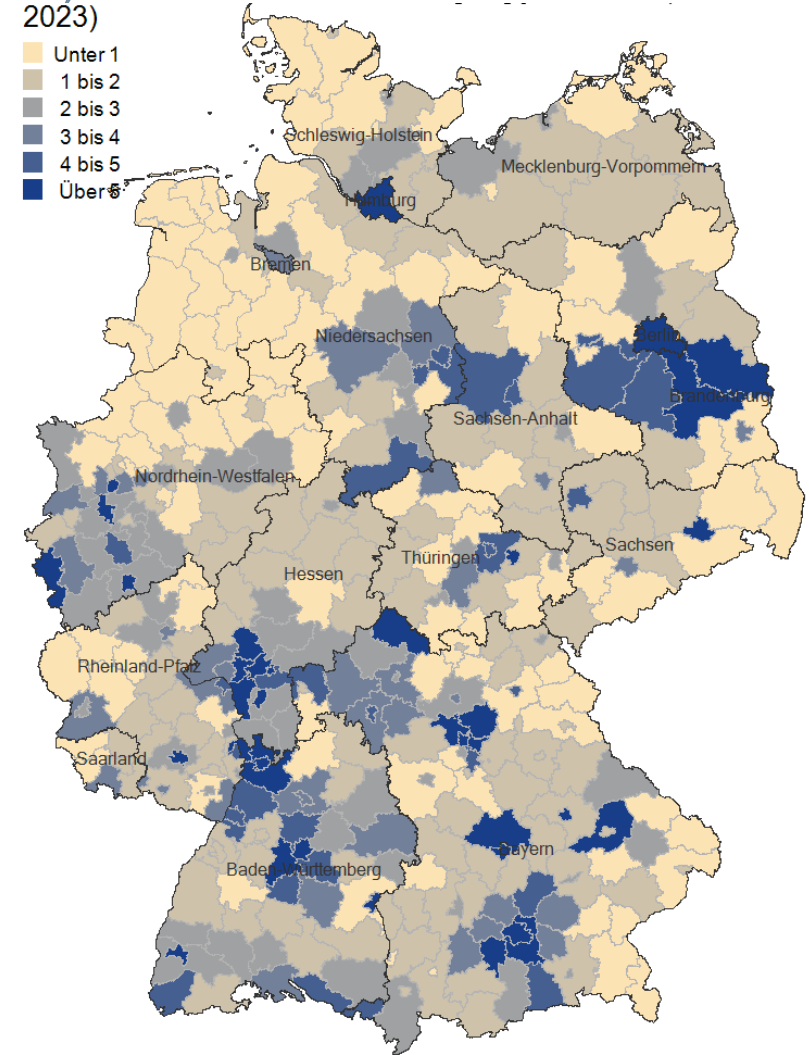 2023)
Unter 1
1 bis 2
2 bis 3
3 bis 4
4 bis 5
Über 5
Schleswig-Holstein
Mecklenburg-Vorpommern
Hamburg
Bremen
Niedersachsen
Berlin
Brandenburg
Sachsen-Anhalt
Nordrhein-Westfalen
Sachsen
Thüringen
Hessen
Rheinland-Pfalz
Saarland
Bayern
Baden-Württemberg